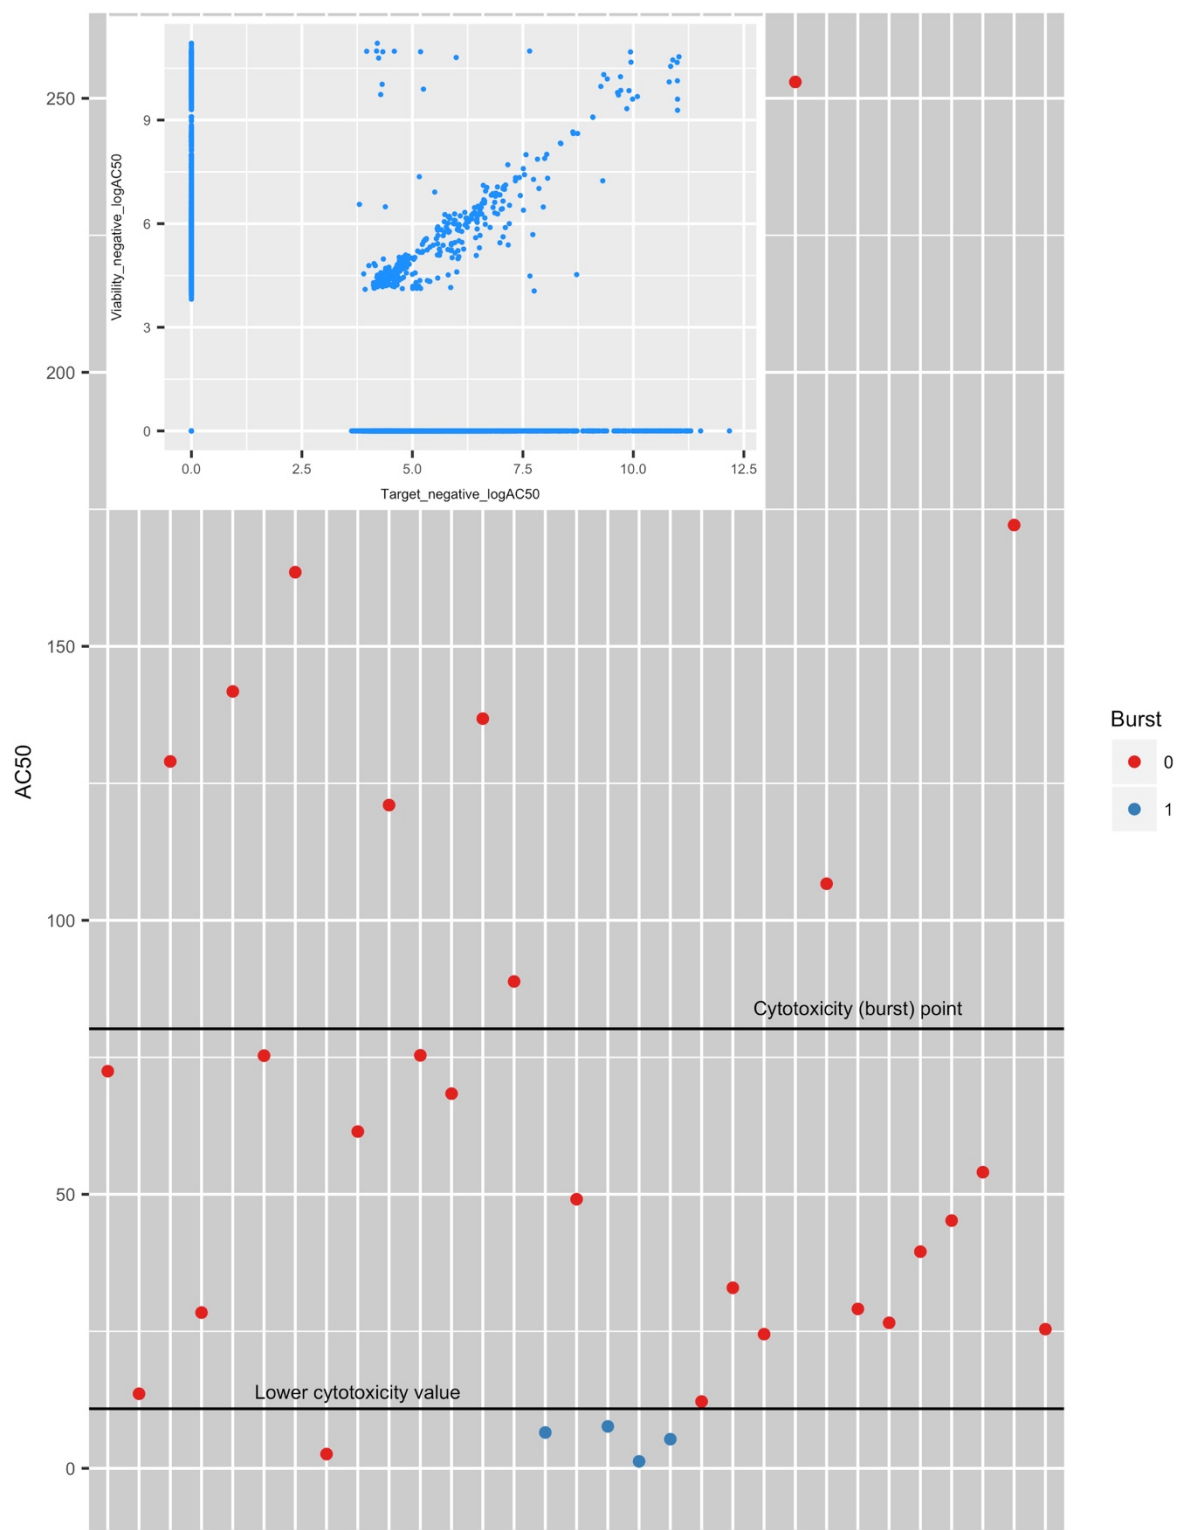 250
200
150
100
50
0
AC50
9
6
3
0
Viability_negative_logAC50
0.0 2.5 5.0 7.5 10.0 12.5
Target_negative_logAC50
Cytotoxicity (burst) point
Lower cytotoxicity value
Burst
0
1